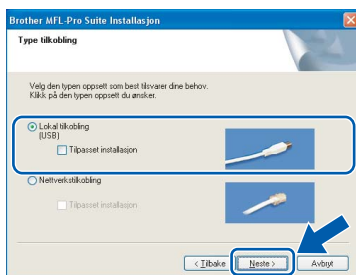 Brother MFL-Pro Suite Installasjon
Type tilkobling
Velg den typen oppsett som best tilsvarer dine behov.
Klikk på den typen oppsett du ønsker.
Lokal tilkobling
(USB)
Tilpasset installasjon
Nettverkstilkobling
Tilpasset installasjon
< Tilbake
Neste >
Avbryt